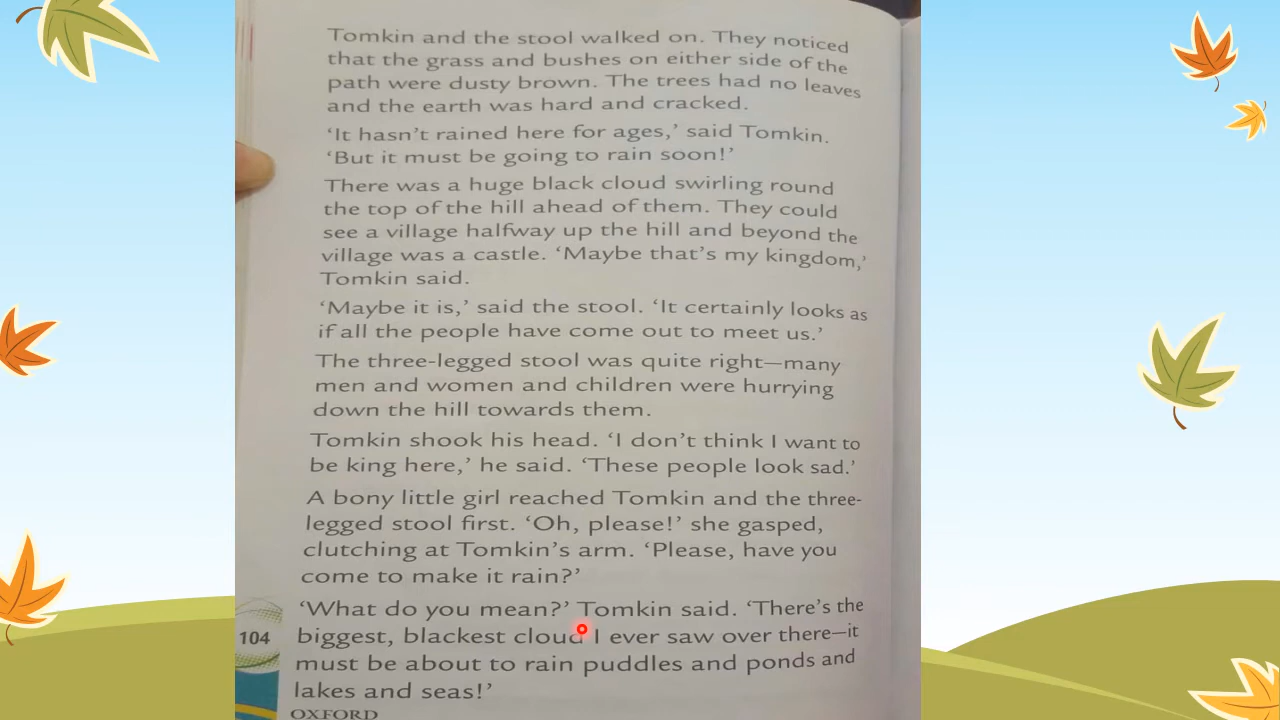 Tomkin and the stool walked on. They noticed
that the grass and bushes on either side of the
path were dusty brown. The trees had no leaves
and the earth was hard and cracked.
‘It hasn’t rained here for ages,’ said Tomkin.
‘But it must be going to rain soon!’
There was a huge black cloud swirling round
the top of the hill ahead of them. They could
see a village halfway up the hill and beyond the
village was a castle. ‘Maybe that’s my kingdom,’
Tomkin said.
‘Maybe it is,’ said the stool. ‘It certainly looks as
if all the people have come out to meet us.’
The three-legged stool was quite right—many
men and women and children were hurrying
down the hill towards them.
Tomkin shook his head. ‘I don’t think I want to
be king here,’ he said. ‘These people look sad.’
A bony little girl reached Tomkin and the three-
legged stool first. ‘Oh, please!’ she gasped,
clutching at Tomkin’s arm. ‘Please, have you
come to make it rain?’
‘What do you mean?’ Tomkin said. ‘There’s the
biggest, blackest cloud I ever saw over there—it
must be about to rain puddles and ponds and
lakes and seas!’
104
OXFORD